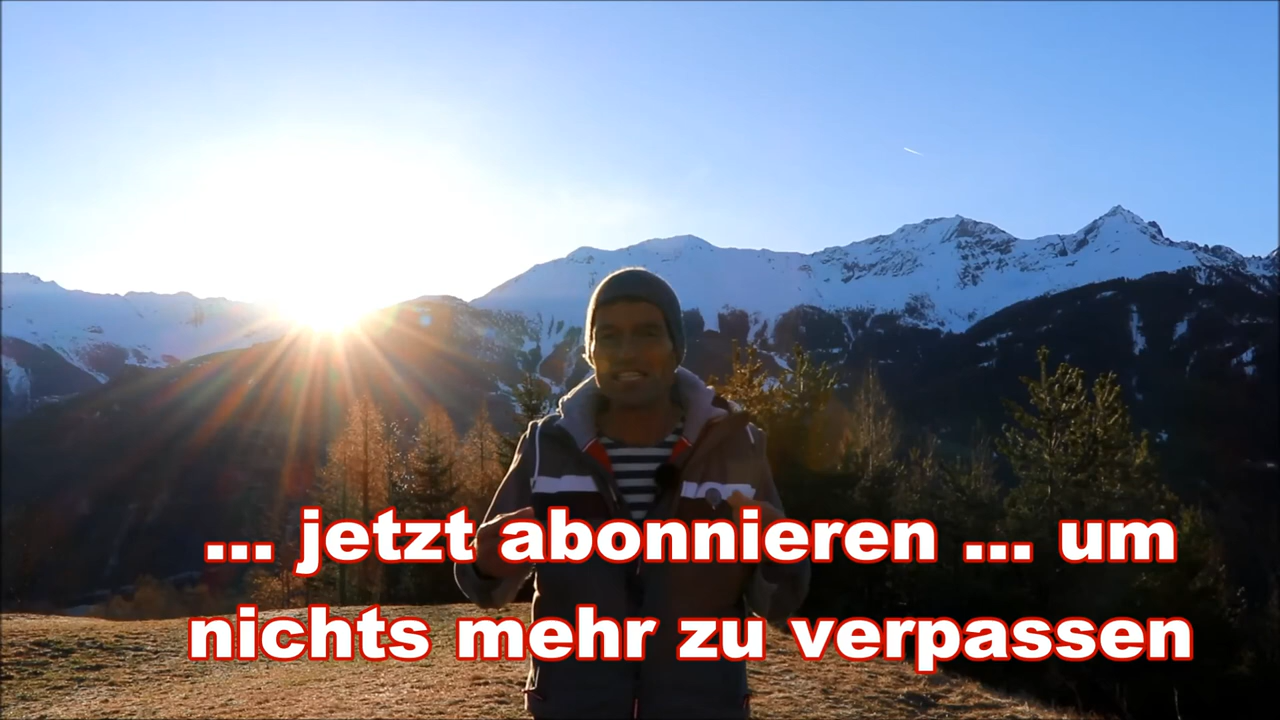 ... jetzt abonnieren ... um
nichts mehr zu verpassen